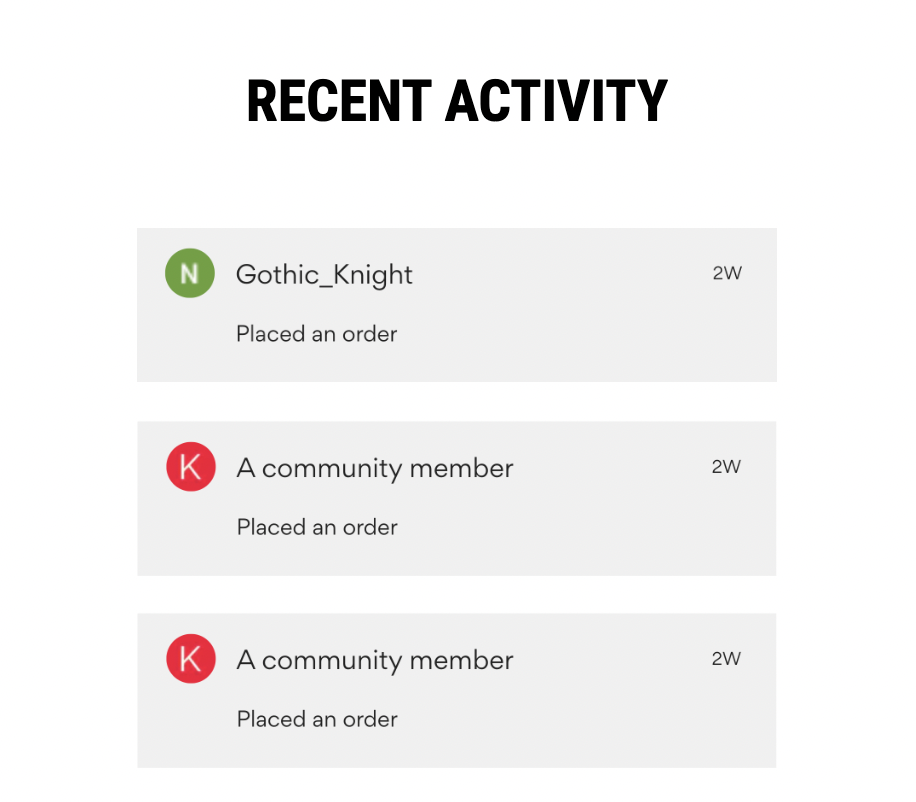 RECENT ACTIVITY
N Gothic_Knight 2W
Placed an order
K A community member 2W
Placed an order
K A community member 2W
Placed an order